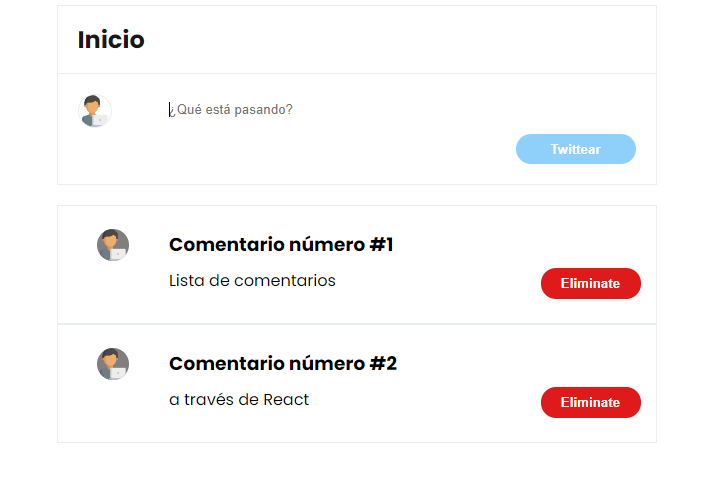 Inicio
¿Qué está pasando?
Twittear
Comentario número #1
Lista de comentarios
Eliminate
Comentario número #2
a través de React
Eliminate